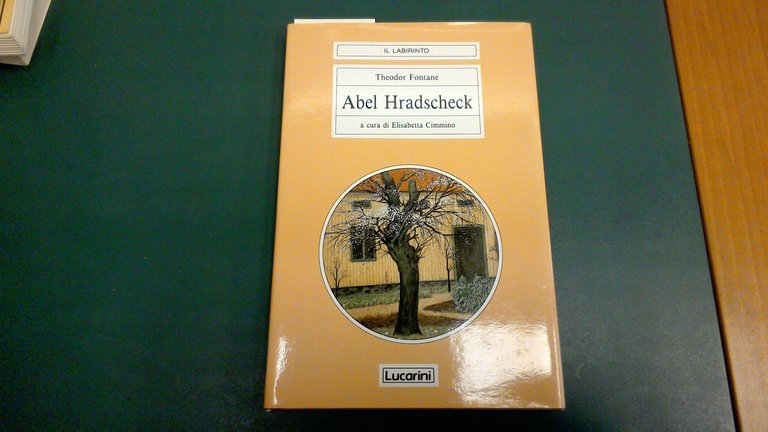 IL LABIRINTO
Theodor Fontane
Abel Hradscheck
a cura di Elisabetta Cimmino
Lucarini